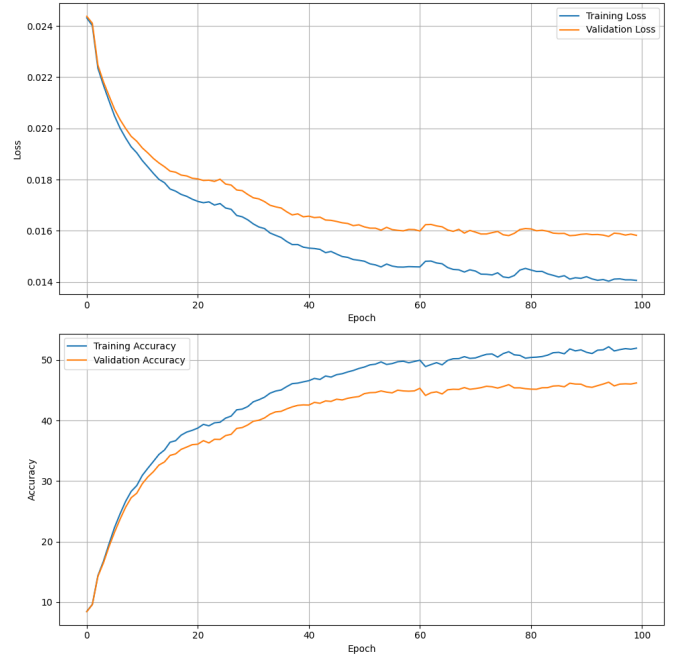 0.024
0.022
0.020
0.018
0.016
0.014
Loss
Training Loss
Validation Loss
0 20 40 60 80 100
Epoch
Training Accuracy
Validation Accuracy
50
40
30
20
10
Accuracy
0 20 40 60 80 100
Epoch